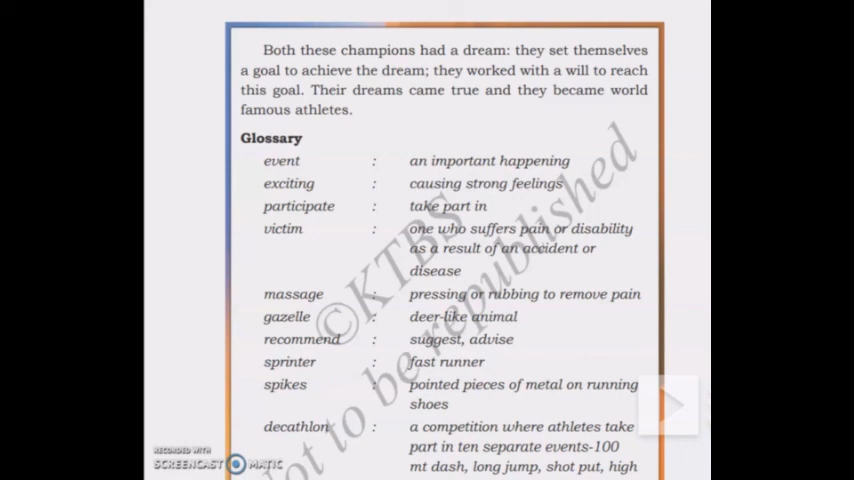 Both these champions had a dream: they set themselves
a goal to achieve the dream; they worked with a will to reach
this goal. Their dreams came true and they became world
famous athletes.
Glossary
event : an important happening
exciting : causing strong feelings
participate : take part in
victim : one who suffers pain or disability
as a result of an accident or
disease
massage : pressing or rubbing to remove pain
gazelle : deer-like animal
recommend : suggest, advise
sprinter : fast runner
spikes : pointed pieces of metal on running
shoes
decathlon : a competition where athletes take
part in ten separate events-100
mt dash, long jump, shot put, high
©KTBS
Not to be republished
RECORDED WITH
SCREENCAST MATIC